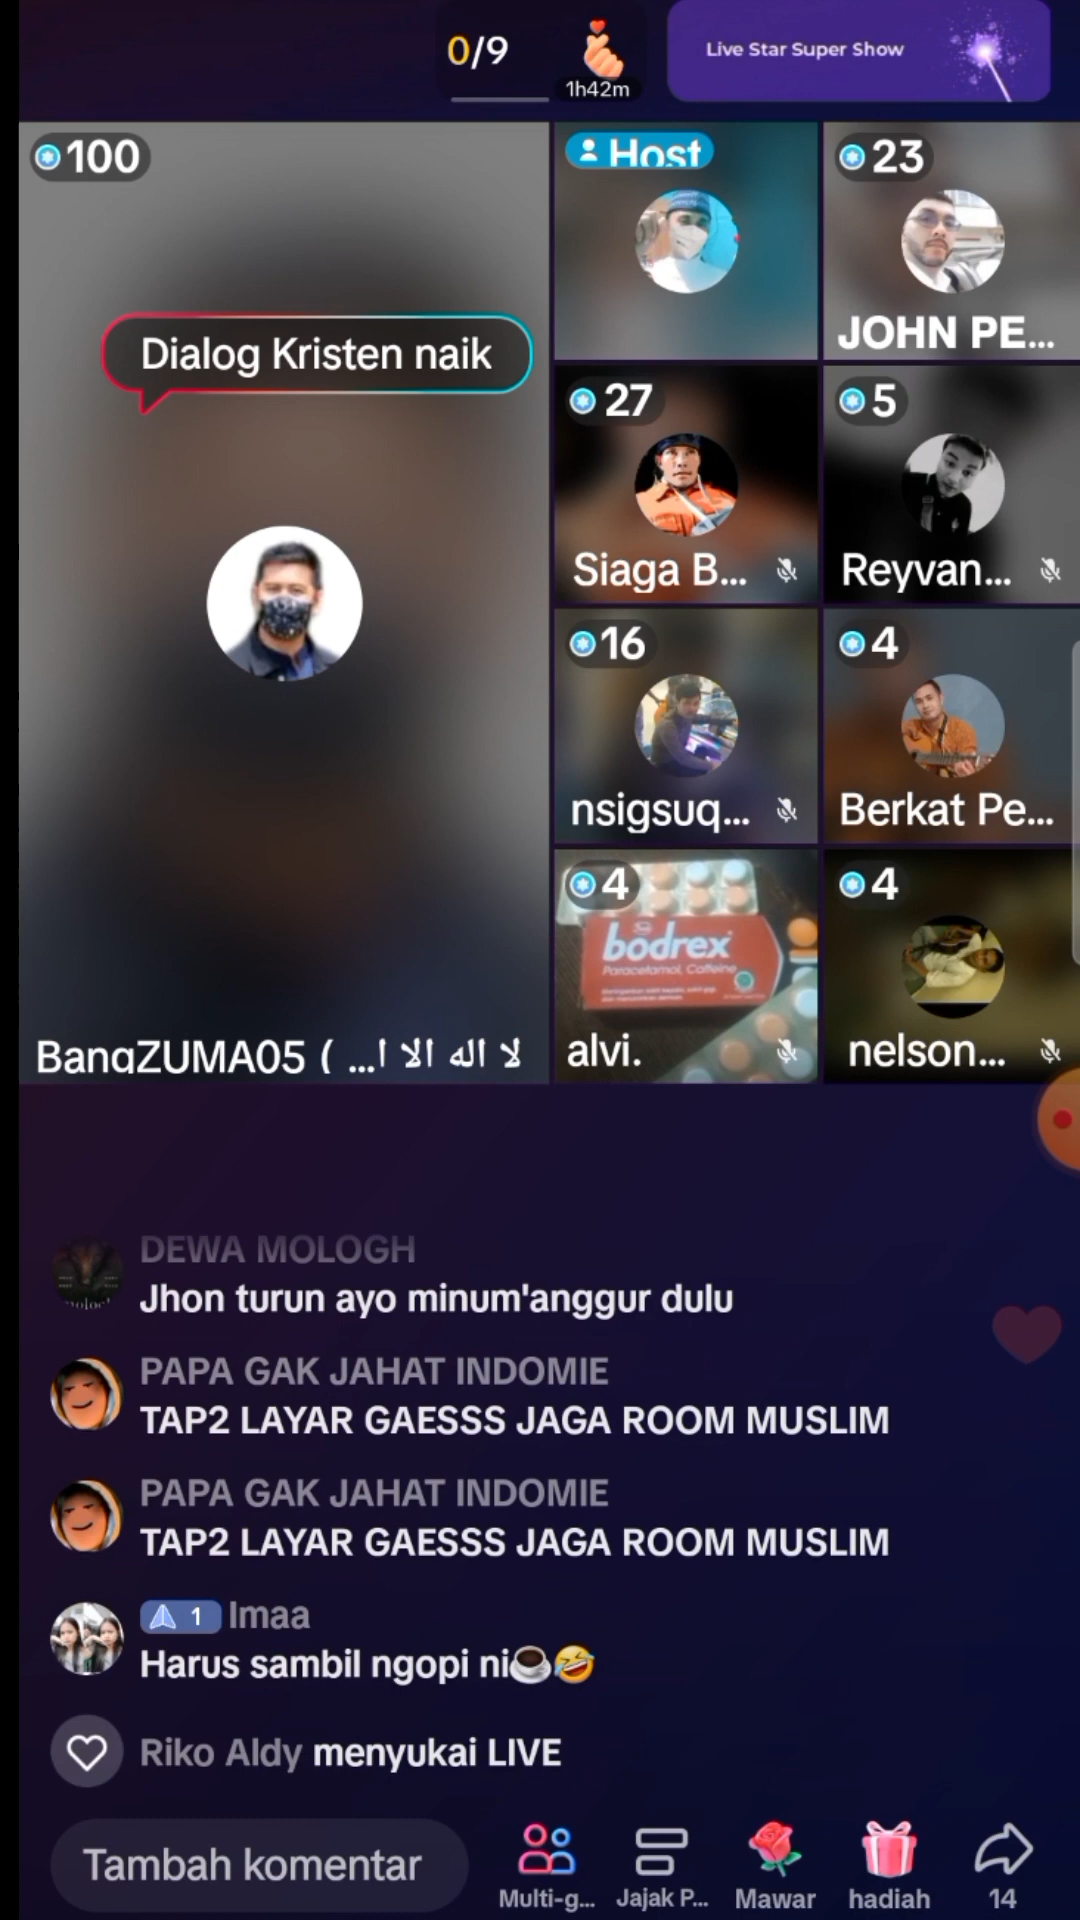 0/9
1h42m
Live Star Super Show
100
Host
23
Dialog Kristen naik
JOHN PE...
27
5
Siaga B...
Reyvan...
16
4
nsigsuq...
Berkat Pe...
4
4
bodrex
Paracetamol, Caffeine
BangZUMA05 ( ...لا اله الا ا
alvi.
nelson...
DEWA MOLOGH
Jhon turun ayo minum'anggur dulu
PAPA GAK JAHAT INDOMIE
TAP2 LAYAR GAESSS JAGA ROOM MUSLIM
PAPA GAK JAHAT INDOMIE
TAP2 LAYAR GAESSS JAGA ROOM MUSLIM
1 Imaa
Harus sambil ngopi ni☕🤣
Riko Aldy menyukai LIVE
Tambah komentar
Multi-g...
Jajak P...
Mawar
hadiah
14